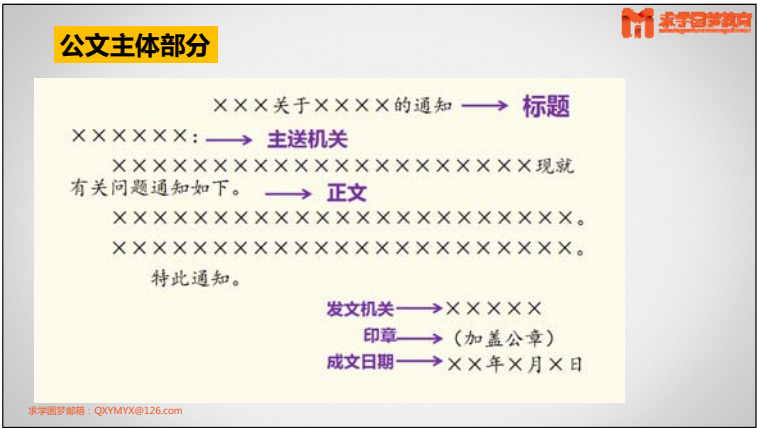 求学圆梦教育
公文主体部分
×××关于××××的通知 → 标题
××××××: → 主送机关
×××××××××××××××××××××现就
有关问题通知如下。 → 正文
×××××××××××××××××××××××。
×××××××××××××××××××××××。
特此通知。
发文机关→×××××
印章→（加盖公章）
成文日期→××年×月×日
求学圆梦邮箱：QXYMYX@126.com